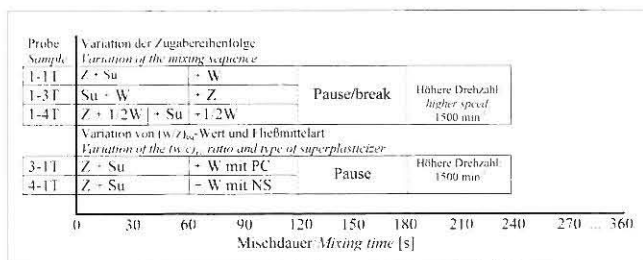 Probe Variation der Zugabereihenfolge
Sample Variation of the mixing sequence
1-1T Z + Su + W
1-3T Su + W + Z Pause/break Höhere Drehzahl higher speed 1500 min
1-4T Z + 1/2W + Su +1/2W
Variation von (w/z) -Wert und Fließmittelart
Variation of the (w/c) ratio and type of superplasticizer
3-1T Z + Su + W mit PC Pause Höhere Drehzahl 1500 min
4-1T Z + Su + W mit NS
0 30 60 90 120 150 180 210 240 270 ... 360
Mischdauer Mixing time [s]